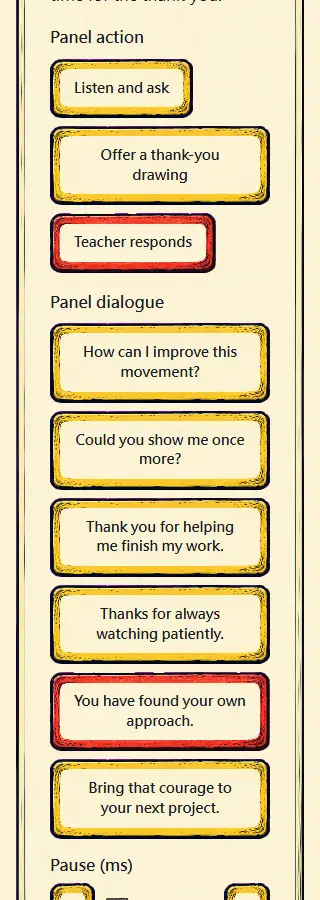 Panel action
Listen and ask
Offer a thank-you
drawing
Teacher responds
Panel dialogue
How can I improve this
movement?
Could you show me once
more?
Thank you for helping
me finish my work.
Thanks for always
watching patiently.
You have found your own
approach.
Bring that courage to
your next project.
Pause (ms)